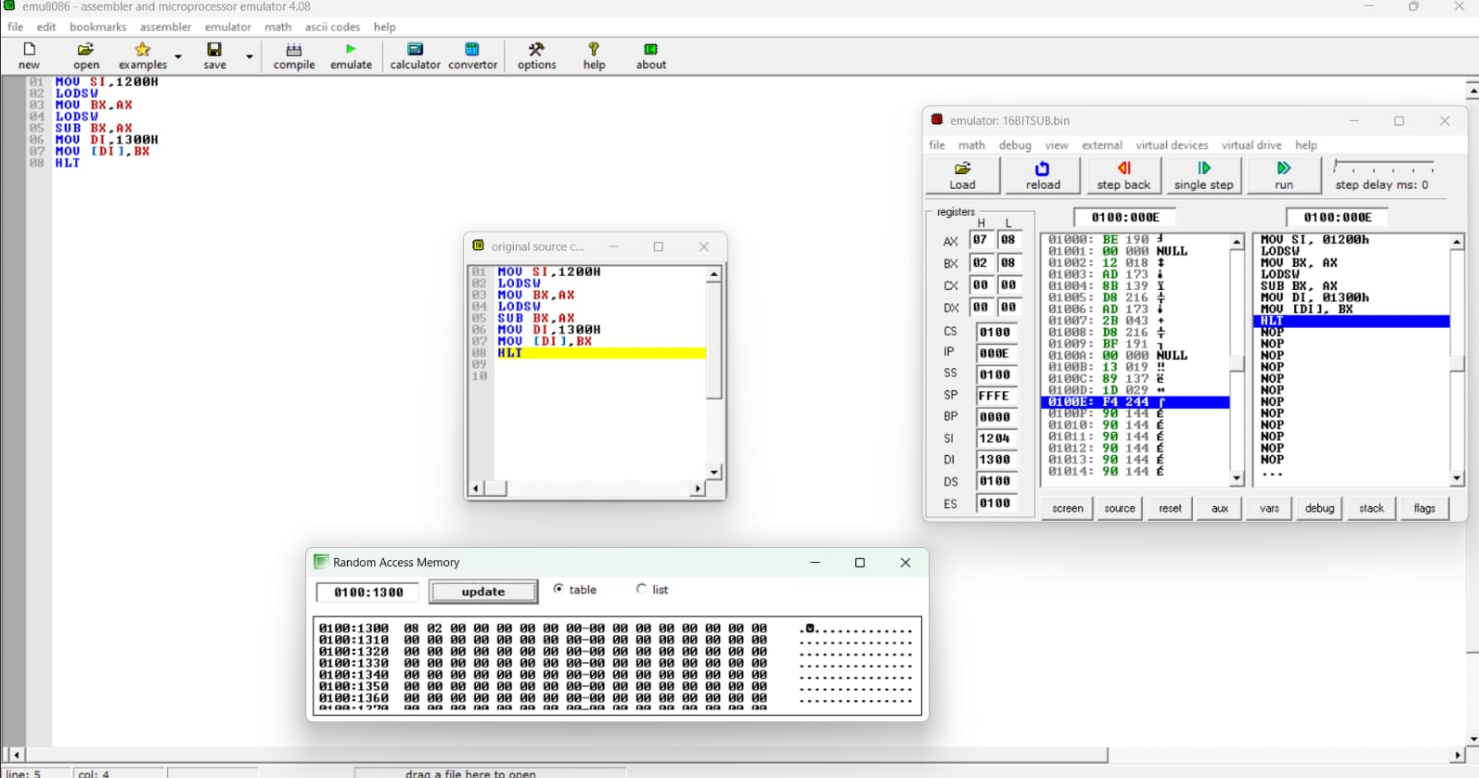 emu8086 - assembler and microprocessor emulator 4.08
file edit bookmarks assembler emulator math ascii codes help
new open examples save compile emulate calculator convertor options help about
01 MOV SI,1200H
02 LODSW
03 MOV BX,AX
04 LODSW
05 SUB BX,AX
06 MOV DI,1300H
07 MOV [DI],BX
08 HLT
original source c...
01 MOV SI,1200H
02 LODSW
03 MOV BX,AX
04 LODSW
05 SUB BX,AX
06 MOV DI,1300H
07 MOV [DI],BX
08 HLT
09
10
emulator: 16BITSUB.bin
file math debug view external virtual devices virtual drive help
Load reload step back single step run step delay ms: 0
registers
H L
AX 07 08
BX 02 08
CX 00 00
DX 00 00
CS 0100
IP 000E
SS 0100
SP FFFE
BP 0000
SI 1204
DI 1300
DS 0100
ES 0100
0100:000E
01000: BE 190 ╛
01001: 00 000 NULL
01002: 12 018 ↕
01003: AD 173 ¡
01004: 8B 139 ï
01005: D8 216 ╪
01006: AD 173 ¡
01007: 2B 043 +
01008: D8 216 ╪
01009: BF 191 ┐
0100A: 00 000 NULL
0100B: 13 019 ‼
0100C: 89 137 ë
0100D: 1D 029 ↔
0100E: F4 244 ⌠
0100F: 90 144 É
01010: 90 144 É
01011: 90 144 É
01012: 90 144 É
01013: 90 144 É
01014: 90 144 É
0100:000E
MOV SI, 01200h
LODSW
MOV BX, AX
LODSW
SUB BX, AX
MOV DI, 01300h
MOV [DI], BX
HLT
NOP
NOP
NOP
NOP
NOP
NOP
NOP
NOP
NOP
NOP
NOP
NOP
...
screen source reset aux vars debug stack flags
Random Access Memory
0100:1300 update table list
0100:1300 08 02 00 00 00 00 00 00-00 00 00 00 00 00 00 00 .☻..............
0100:1310 00 00 00 00 00 00 00 00-00 00 00 00 00 00 00 00 ................
0100:1320 00 00 00 00 00 00 00 00-00 00 00 00 00 00 00 00 ................
0100:1330 00 00 00 00 00 00 00 00-00 00 00 00 00 00 00 00 ................
0100:1340 00 00 00 00 00 00 00 00-00 00 00 00 00 00 00 00 ................
0100:1350 00 00 00 00 00 00 00 00-00 00 00 00 00 00 00 00 ................
0100:1360 00 00 00 00 00 00 00 00-00 00 00 00 00 00 00 00 ................
0100:1370 00 00 00 00 00 00 00 00-00 00 00 00 00 00 00 00
line: 5 col: 4 drag a file here to open